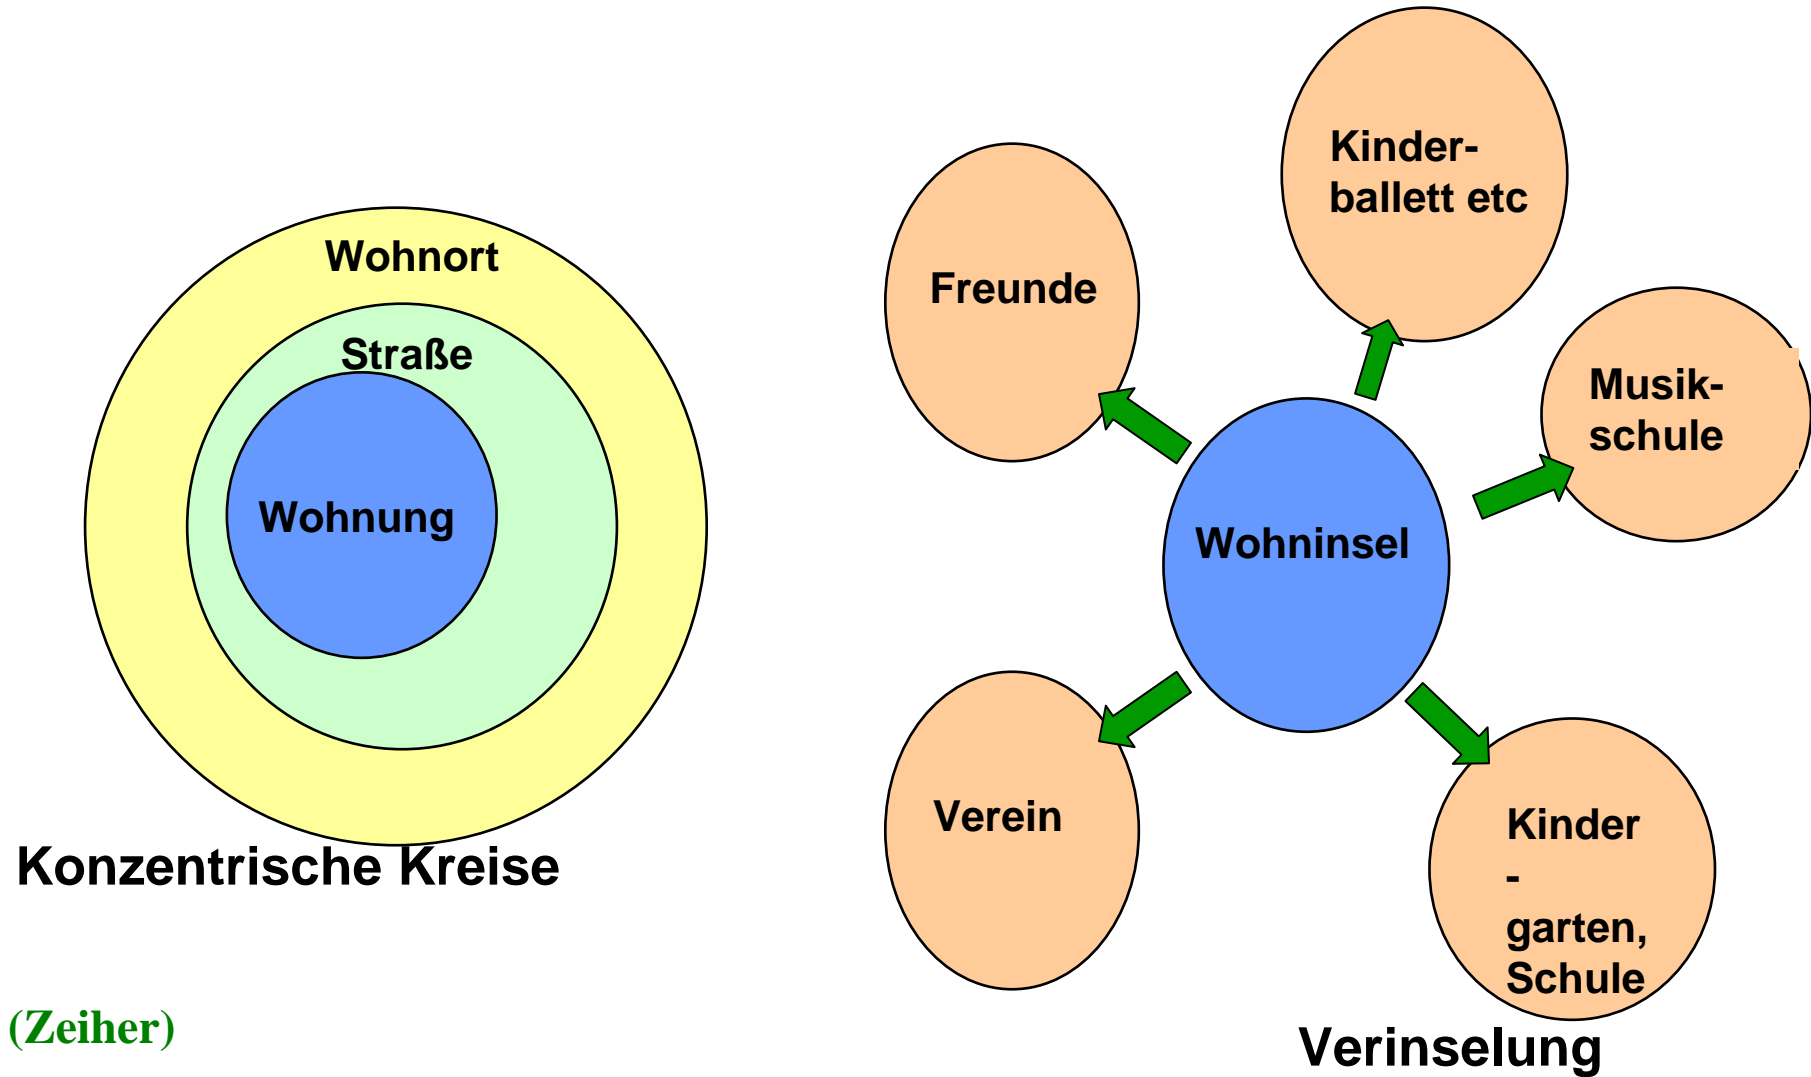 Wohnort
Straße
Wohnung
Konzentrische Kreise
(Zeiher)
Freunde
Kinder-
ballett etc
Musik-
schule
Wohninsel
Verein
Kinder
-
garten,
Schule
Verinselung